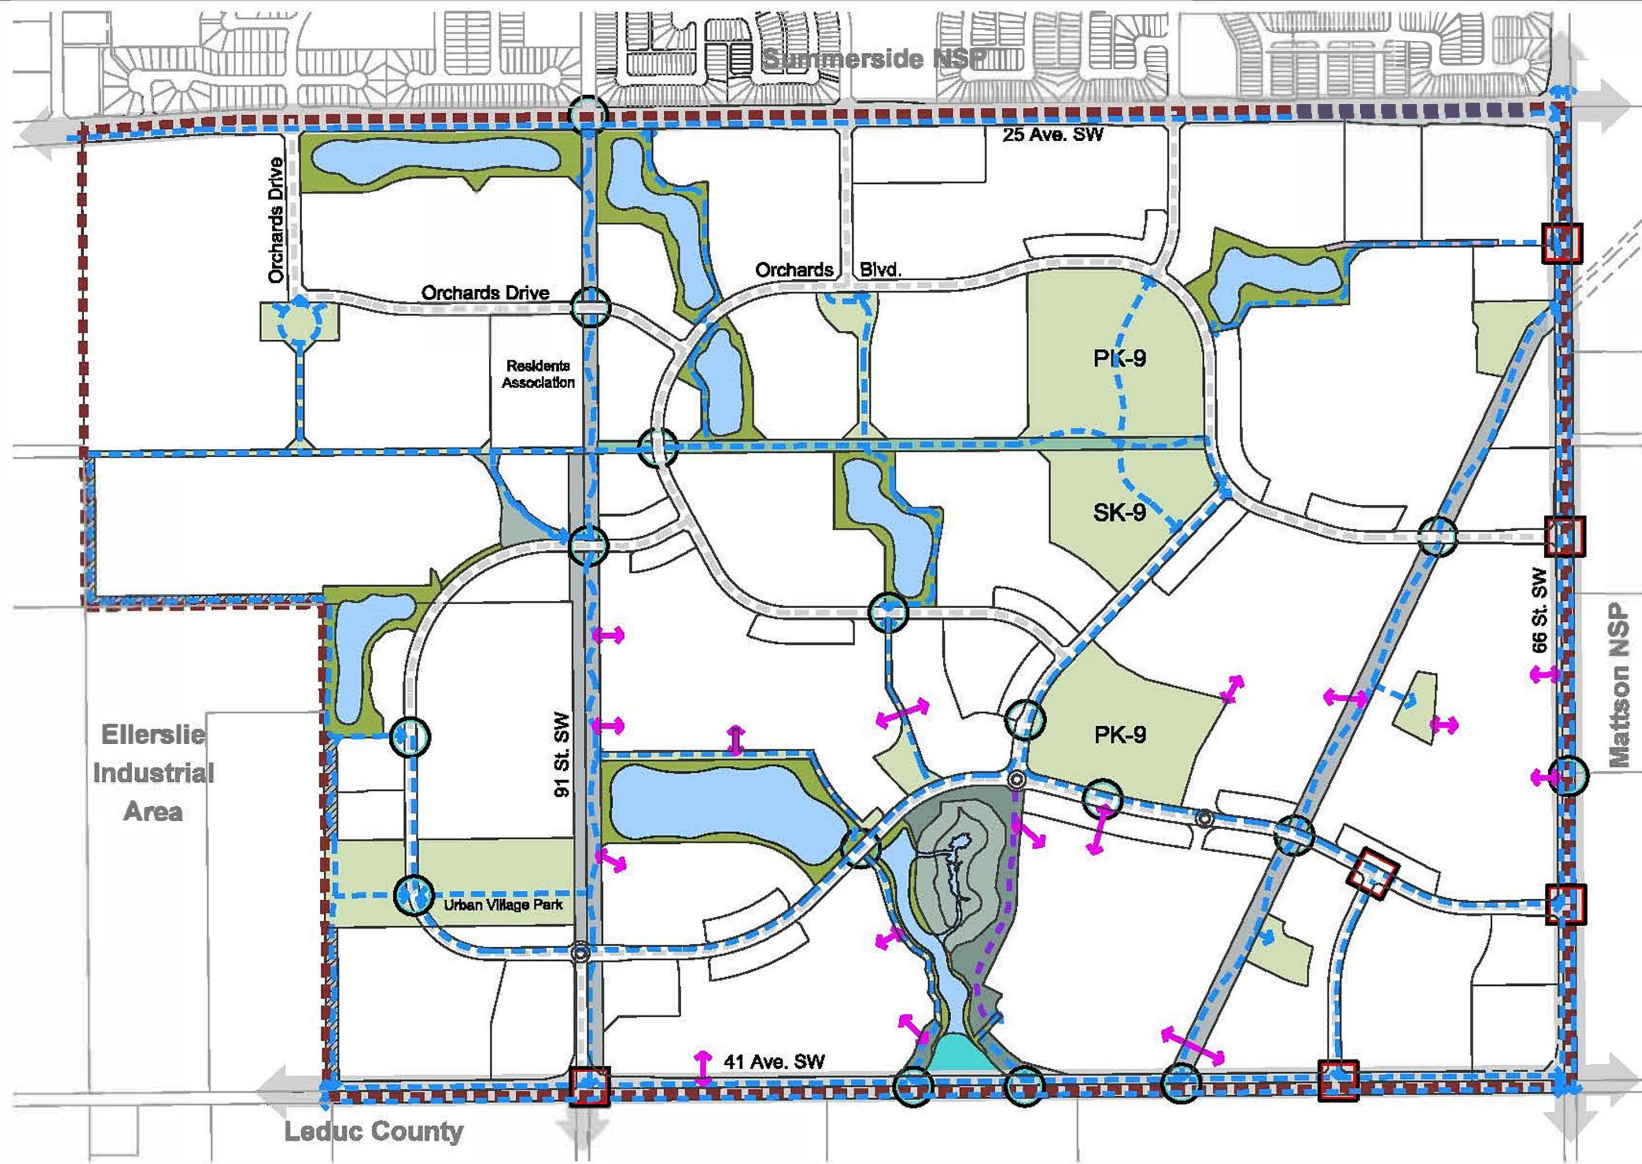 Summerside NSP
25 Ave. SW
Orchards Drive
Orchards Blvd.
Orchards Drive
Residents
Association
PK-9
SK-9
66 St. SW
Mattson NSP
Ellerslie
Industrial
Area
91 St. SW
PK-9
Urban Village Park
41 Ave. SW
Leduc County